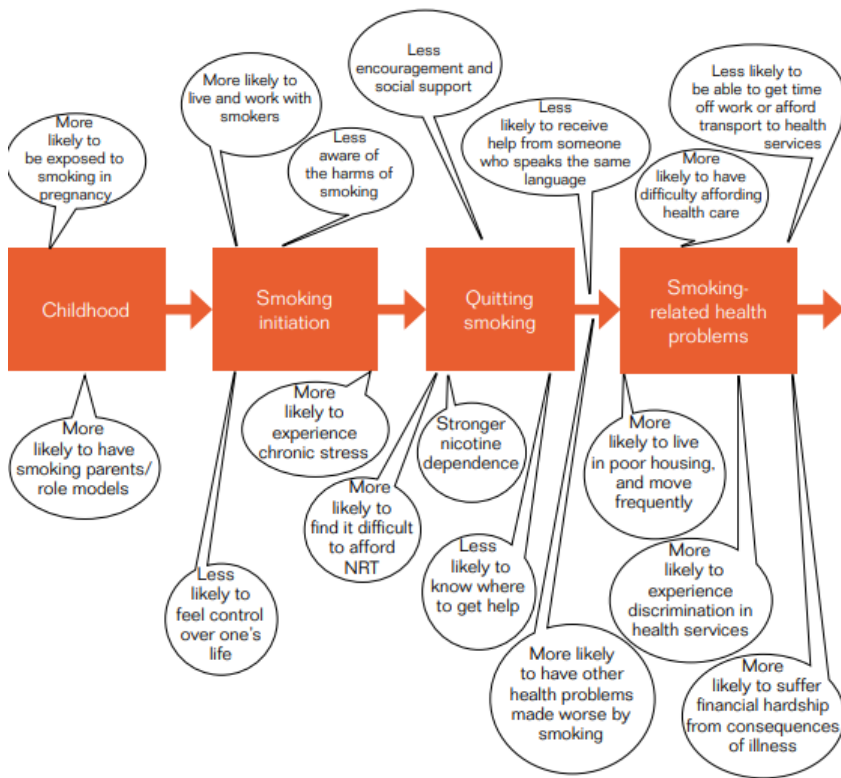 Less
encouragement and
social support
More likely to
live and work with
smokers
Less likely to
be able to get time
off work or afford
transport to health
services
More
likely to
be exposed to
smoking in
pregnancy
Less
aware of
the harms of
smoking
Less
likely to receive
help from someone
who speaks the same
language
More
likely to have
difficulty affording
health care
Childhood
Smoking
initiation
Quitting
smoking
Smoking-
related health
problems
More
likely to have
smoking parents/
role models
Less
likely to
feel control
over one's
life
More
likely to
experience
chronic stress
More
likely to
find it difficult
to afford
NRT
Stronger
nicotine
dependence
Less
likely to
know where
to get help
More likely
to have other
health problems
made worse by
smoking
More
likely to live
in poor housing,
and move
frequently
More
likely to
experience
discrimination in
health services
More
likely to suffer
financial hardship
from consequences
of illness